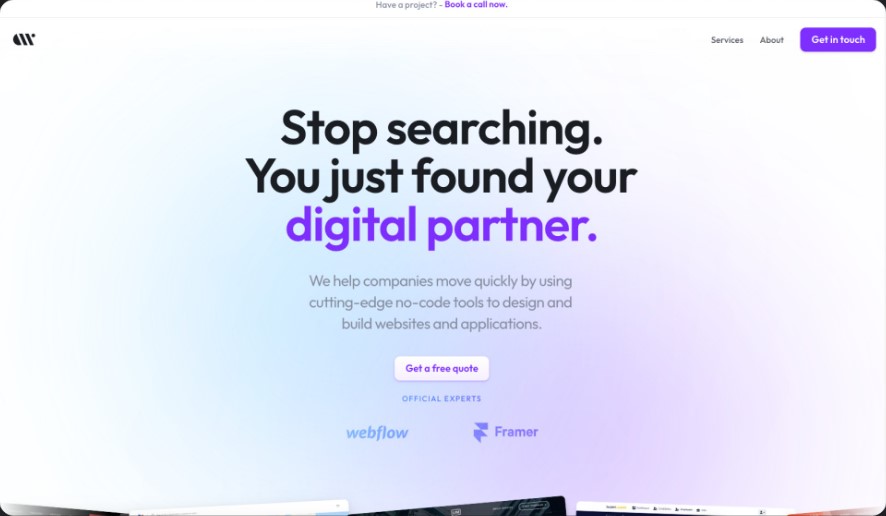 Have a project? - Book a call now.
Services About Get in touch
Stop searching.
You just found your
digital partner.
We help companies move quickly by using
cutting-edge no-code tools to design and
build websites and applications.
Get a free quote
OFFICIAL EXPERTS
webflow Framer